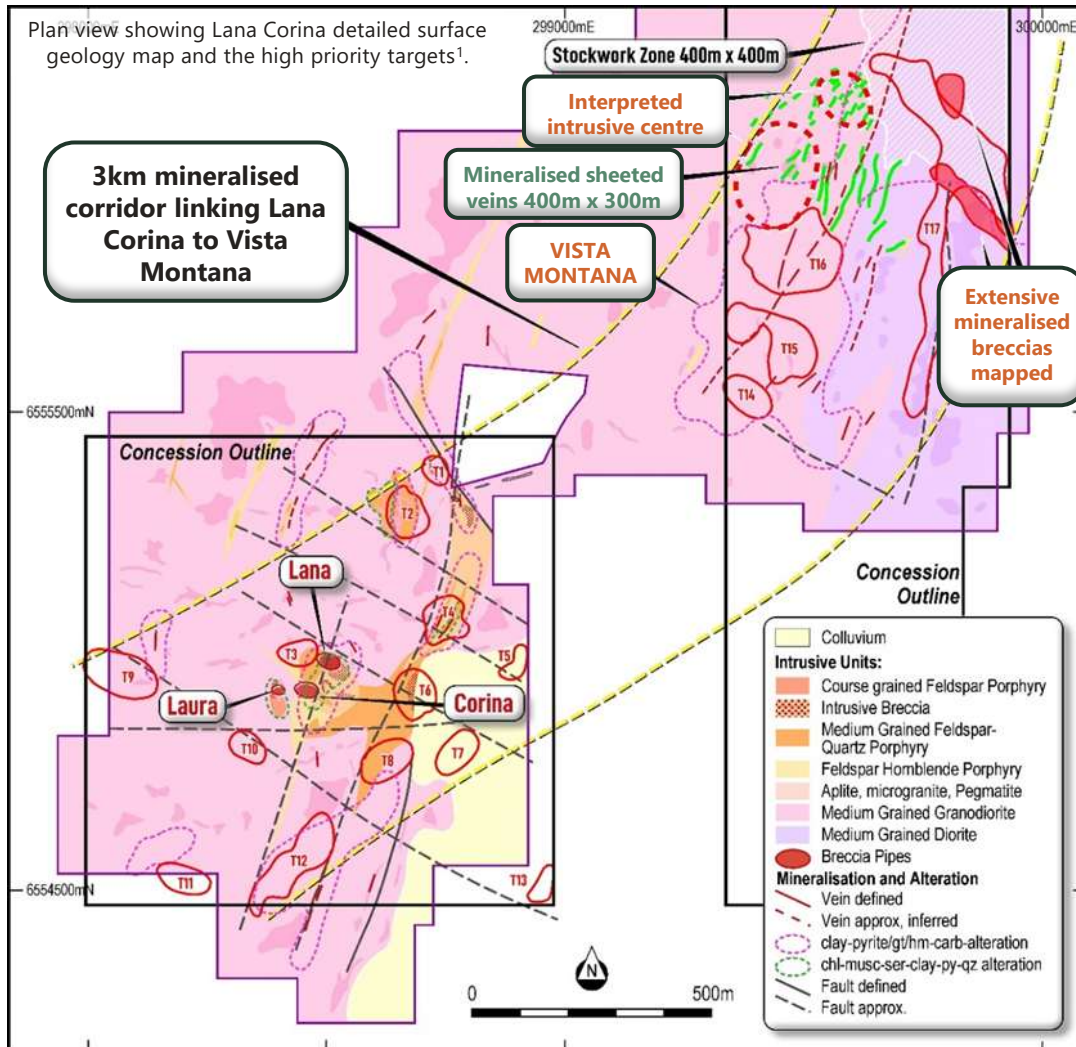 299000mE
300000mE
Plan view showing Lana Corina detailed surface
geology map and the high priority targets¹.
Stockwork Zone 400m x 400m
Interpreted
intrusive centre
3km mineralised
corridor linking Lana
Corina to Vista
Montana
Mineralised sheeted
veins 400m x 300m
VISTA
MONTANA
T17
T16
Extensive
mineralised
breccias
mapped
T15
T14
6555500mN
Concession Outline
T1
T2
Lana
Concession
Outline
T4
T3
T5
T9
T6
Laura
Corina
T10
T8
T7
T12
T11
T13
6554500mN
Colluvium
Intrusive Units:
Course grained Feldspar Porphyry
Intrusive Breccia
Medium Grained Feldspar-
Quartz Porphyry
Feldspar Hornblende Porphyry
Aplite, microgranite, Pegmatite
Medium Grained Granodiorite
Medium Grained Diorite
Breccia Pipes
Mineralisation and Alteration
Vein defined
Vein approx, inferred
clay-pyrite/gt/hm-carb-alteration
chl-musc-ser-clay-py-qz alteration
Fault defined
Fault approx.
N
0
500m